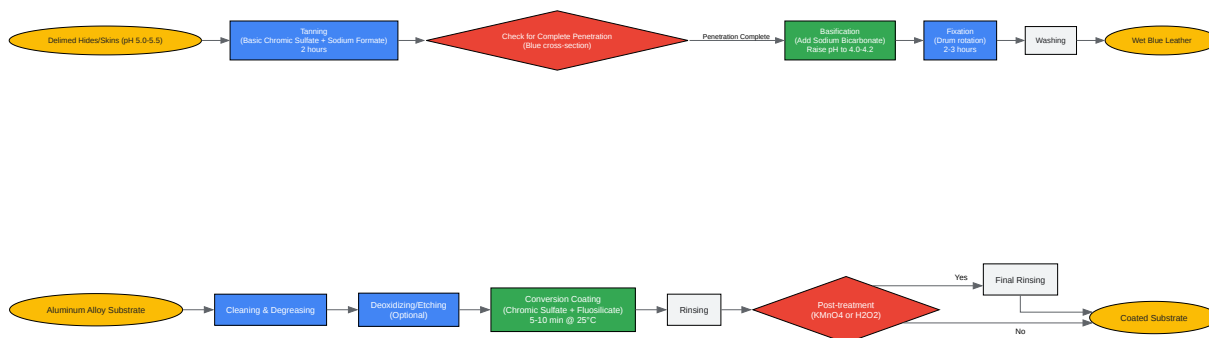 Delimed Hides/Skins (pH 5.0-5.5)
Tanning
(Basic Chromic Sulfate + Sodium Formate)
2 hours
Check for Complete Penetration
(Blue cross-section)
Penetration Complete
Basification
(Add Sodium Bicarbonate)
Raise pH to 4.0-4.2
Fixation
(Drum rotation)
2-3 hours
Washing
Wet Blue Leather
Aluminum Alloy Substrate
Cleaning & Degreasing
Deoxidizing/Etching
(Optional)
Conversion Coating
(Chromic Sulfate + Fluosilicate)
5-10 min @ 25°C
Rinsing
Post-treatment
(KMnO4 or H2O2)
Yes
Final Rinsing
No
Coated Substrate